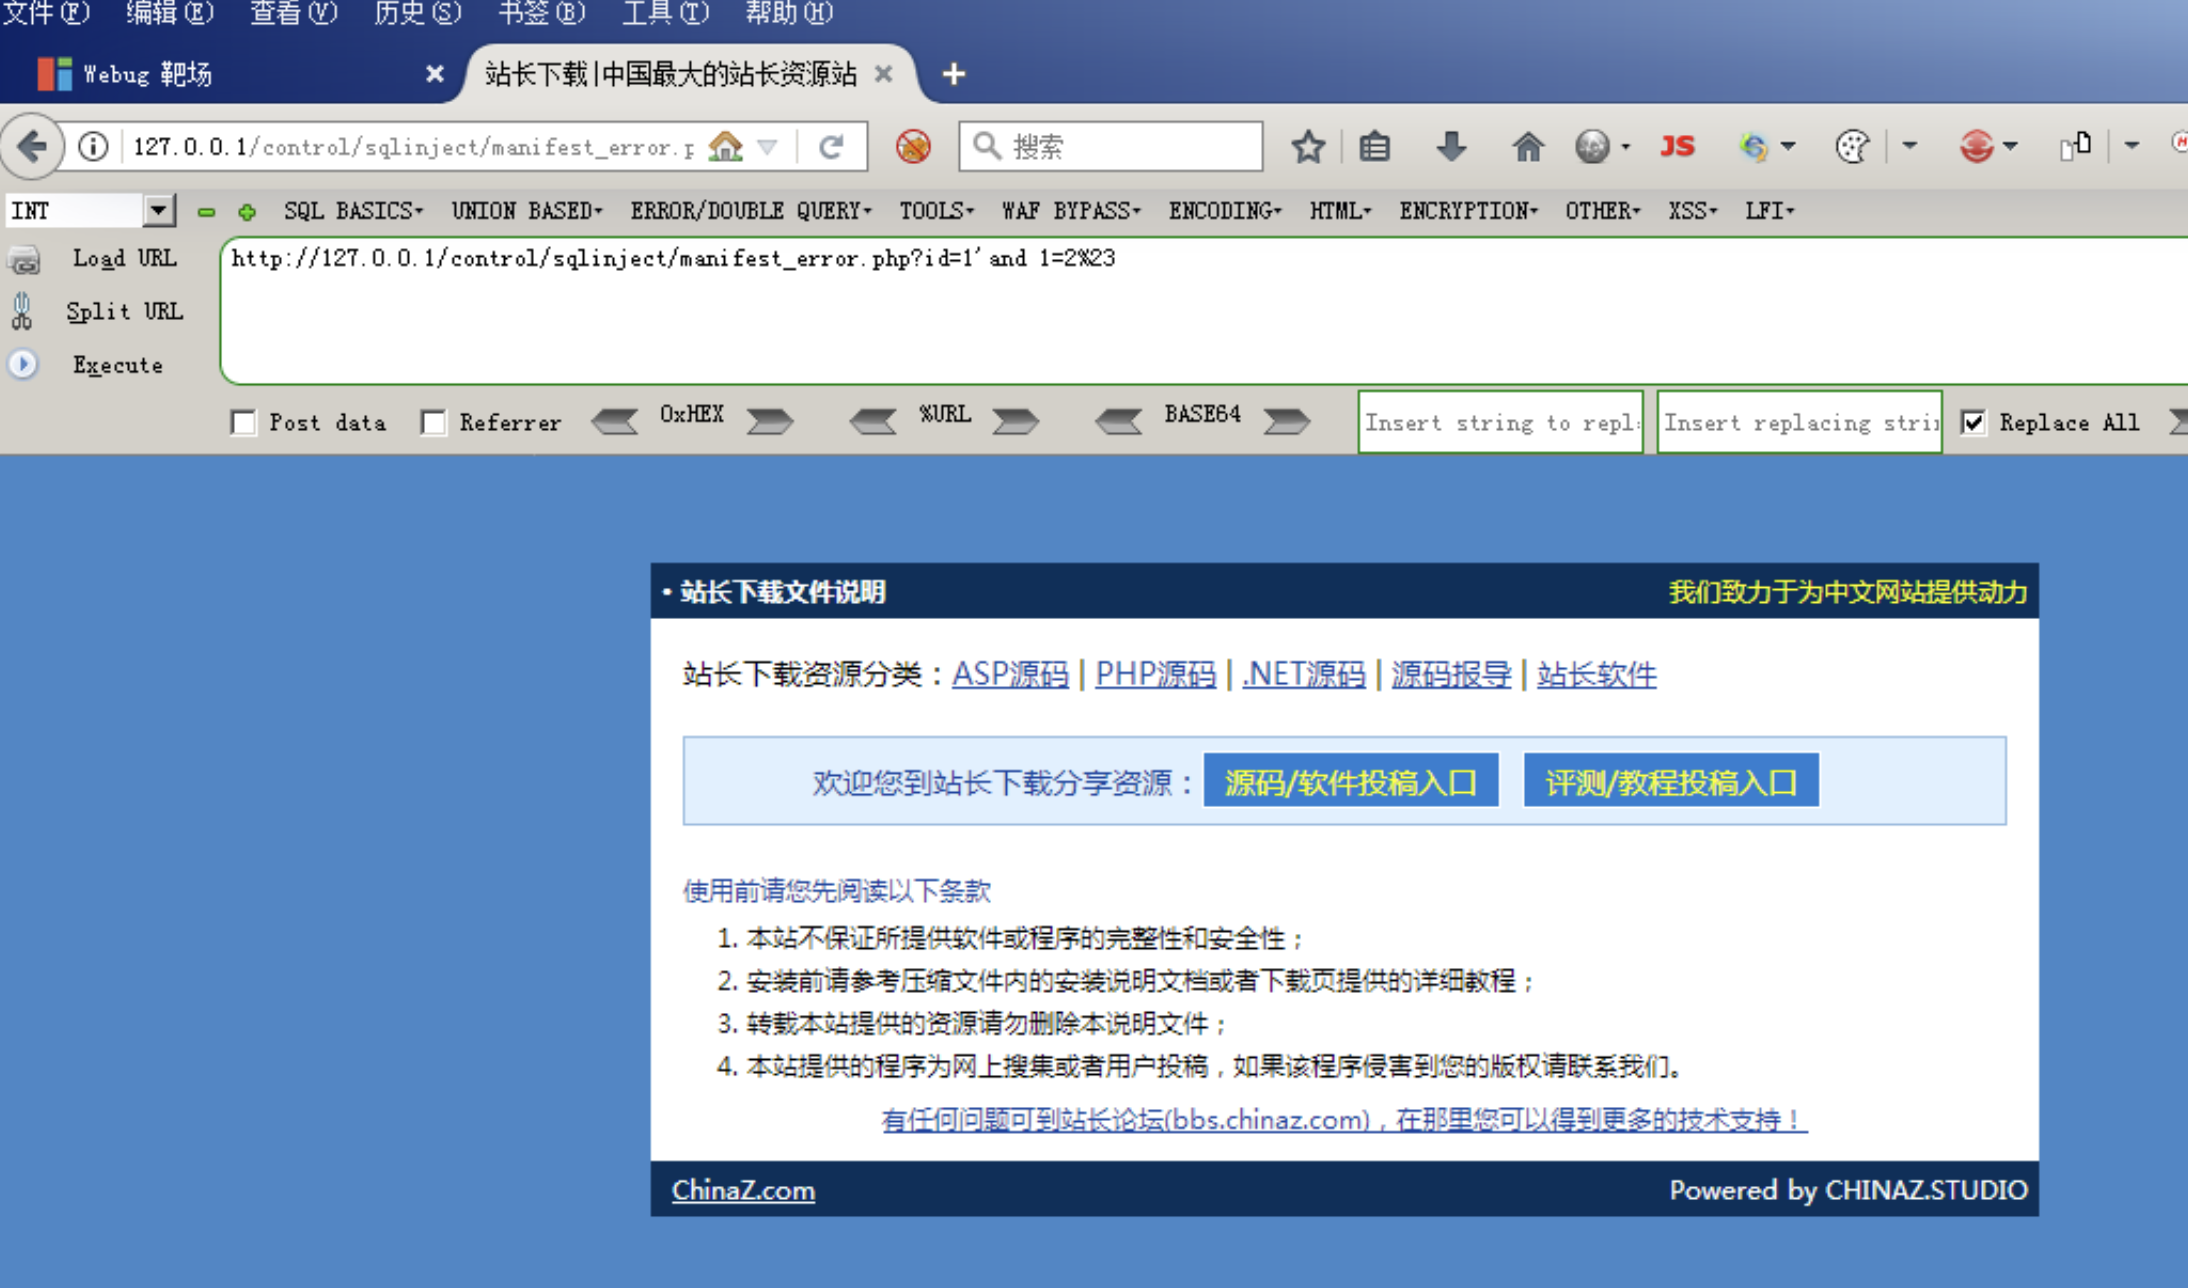 文件(F) 编辑(E) 查看(V) 历史(S) 书签(B) 工具(T) 帮助(H)
Webug 靶场 站长下载|中国最大的站长资源站
127.0.0.1/control/sqlinject/manifest_error.p 搜索 JS
INT SQL BASICS UNION BASED ERROR/DOUBLE QUERY TOOLS WAF BYPASS ENCODING HTML ENCRYPTION OTHER XSS LFI
Load URL http://127.0.0.1/control/sqlinject/manifest_error.php?id=1' and 1=2%23
Split URL
Execute
Post data Referrer 0xHEX %URL BASE64 Insert string to repl Insert replacing stri Replace All
• 站长下载文件说明 我们致力于为中文网站提供动力
站长下载资源分类：ASP源码 | PHP源码 | .NET源码 | 源码报导 | 站长软件
欢迎您到站长下载分享资源： 源码/软件投稿入口 评测/教程投稿入口
使用前请您先阅读以下条款
1. 本站不保证所提供软件或程序的完整性和安全性；
2. 安装前请参考压缩文件内的安装说明文档或者下载页提供的详细教程；
3. 转载本站提供的资源请勿删除本说明文件；
4. 本站提供的程序为网上搜集或者用户投稿，如果该程序侵害到您的版权请联系我们。
有任何问题可到站长论坛(bbs.chinaz.com)，在那里您可以得到更多的技术支持！
ChinaZ.com Powered by CHINAZ.STUDIO